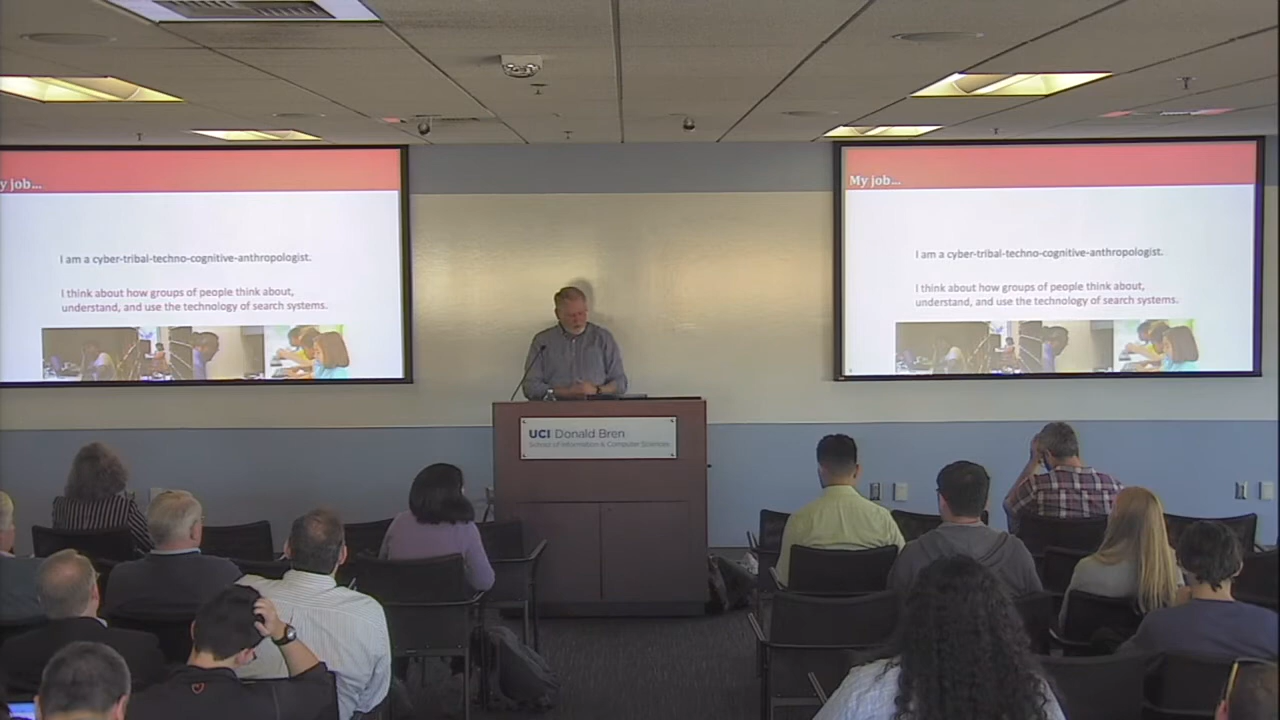 y job...
I am a cyber-tribal-techno-cognitive-anthropologist.
I think about how groups of people think about,
understand, and use the technology of search systems.
My job...
I am a cyber-tribal-techno-cognitive-anthropologist.
I think about how groups of people think about,
understand, and use the technology of search systems.
UCI Donald Bren
School of Information & Computer Sciences